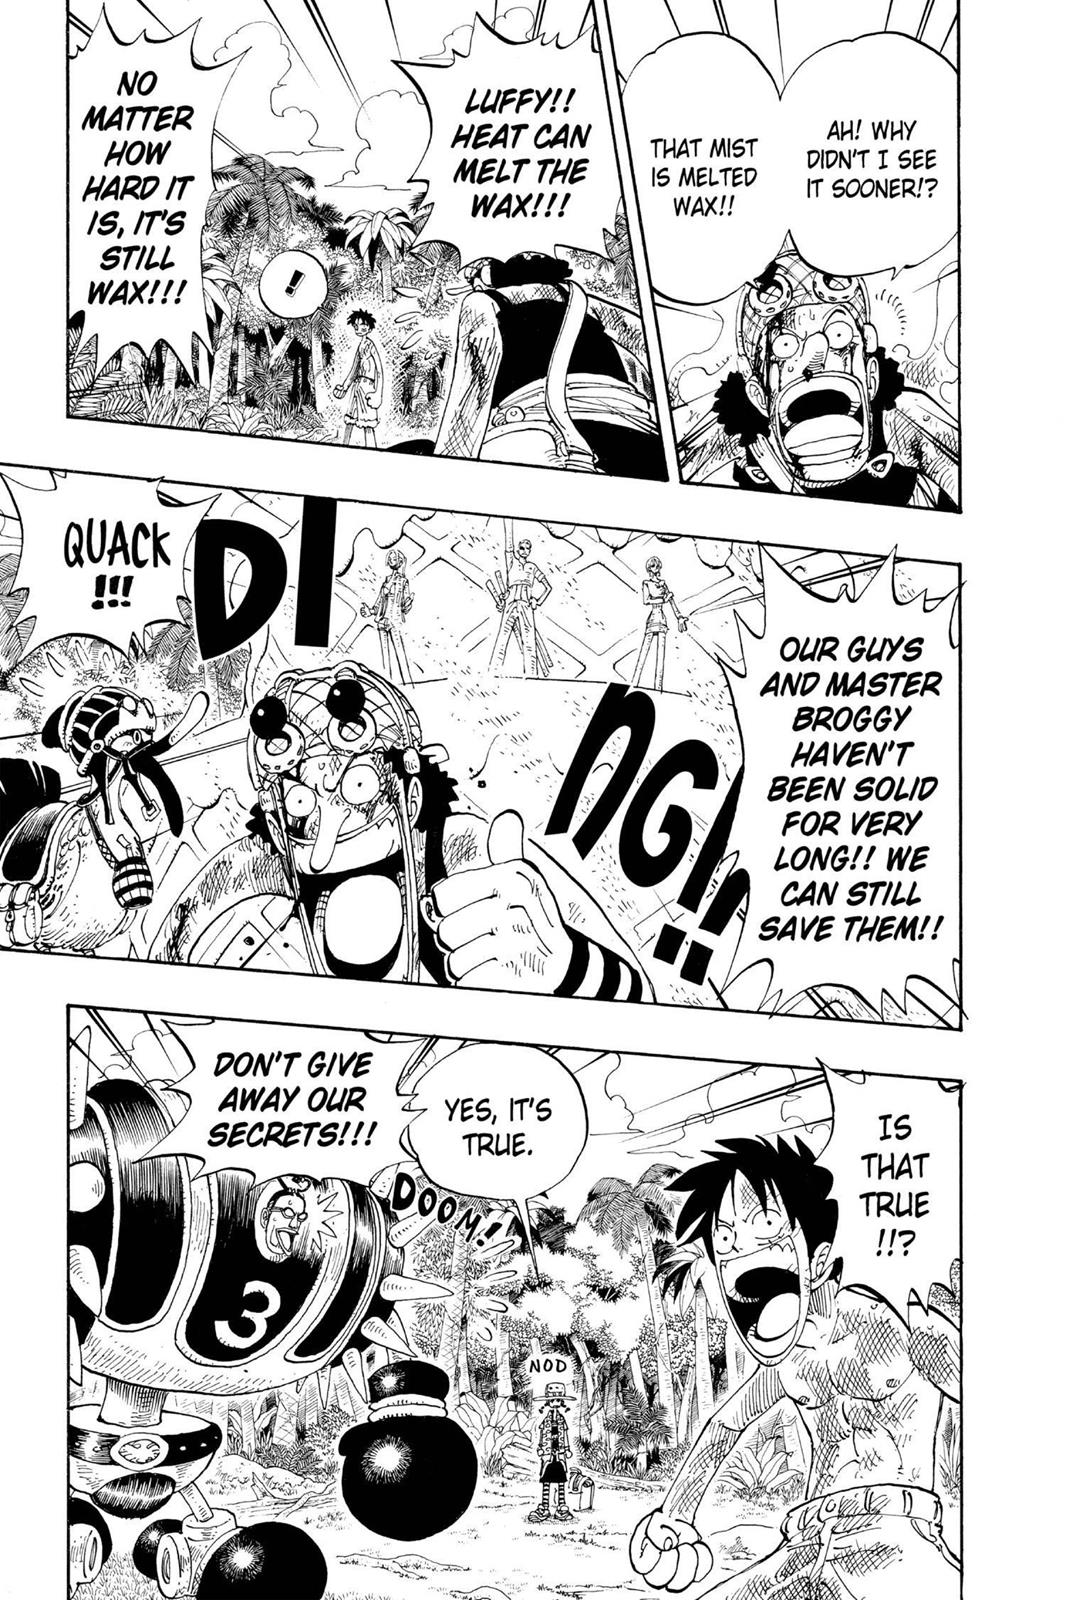 AH! WHY
DIDN'T I SEE
IT SOONER!?
THAT MIST
IS MELTED
WAX!!
LUFFY!!
HEAT CAN
MELT THE
WAX!!!
!
NO
MATTER
HOW
HARD IT
IS, IT'S
STILL
WAX!!!
OUR GUYS
AND MASTER
BROGGY
HAVEN'T
BEEN SOLID
FOR VERY
LONG!! WE
CAN STILL
SAVE THEM!!
DI
NG!!
QUACK
!!!
IS
THAT
TRUE
!!?
YES, IT'S
TRUE.
NOD
DON'T GIVE
AWAY OUR
SECRETS!!!
DOOM!
3